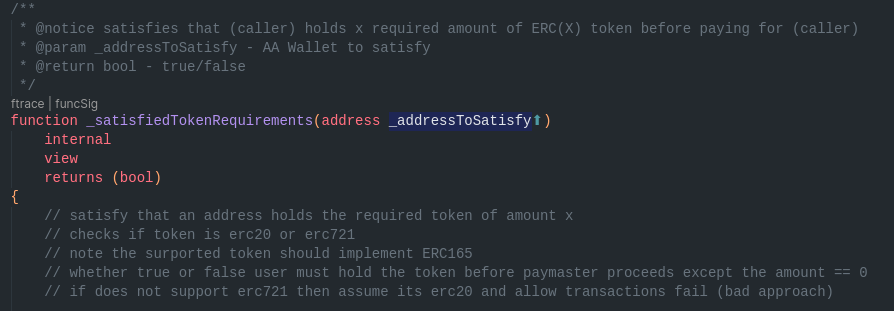 /**
* @notice satisfies that (caller) holds x required amount of ERC(X) token before paying for (caller)
* @param _addressToSatisfy - AA Wallet to satisfy
* @return bool - true/false
*/
ftrace | funcSig
function _satisfiedTokenRequirements(address _addressToSatisfy⬆)
internal
view
returns (bool)
{
// satisfy that an address holds the required token of amount x
// checks if token is erc20 or erc721
// note the surported token should implement ERC165
// whether true or false user must hold the token before paymaster proceeds except the amount == 0
// if does not support erc721 then assume its erc20 and allow transactions fail (bad approach)